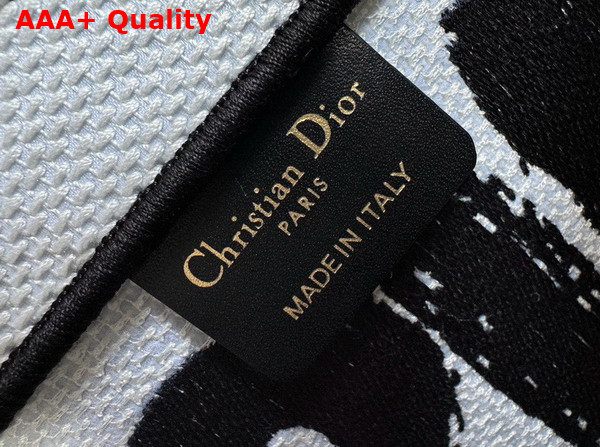 AAA+ Quality
Christian Dior
PARIS
MADE IN ITALY